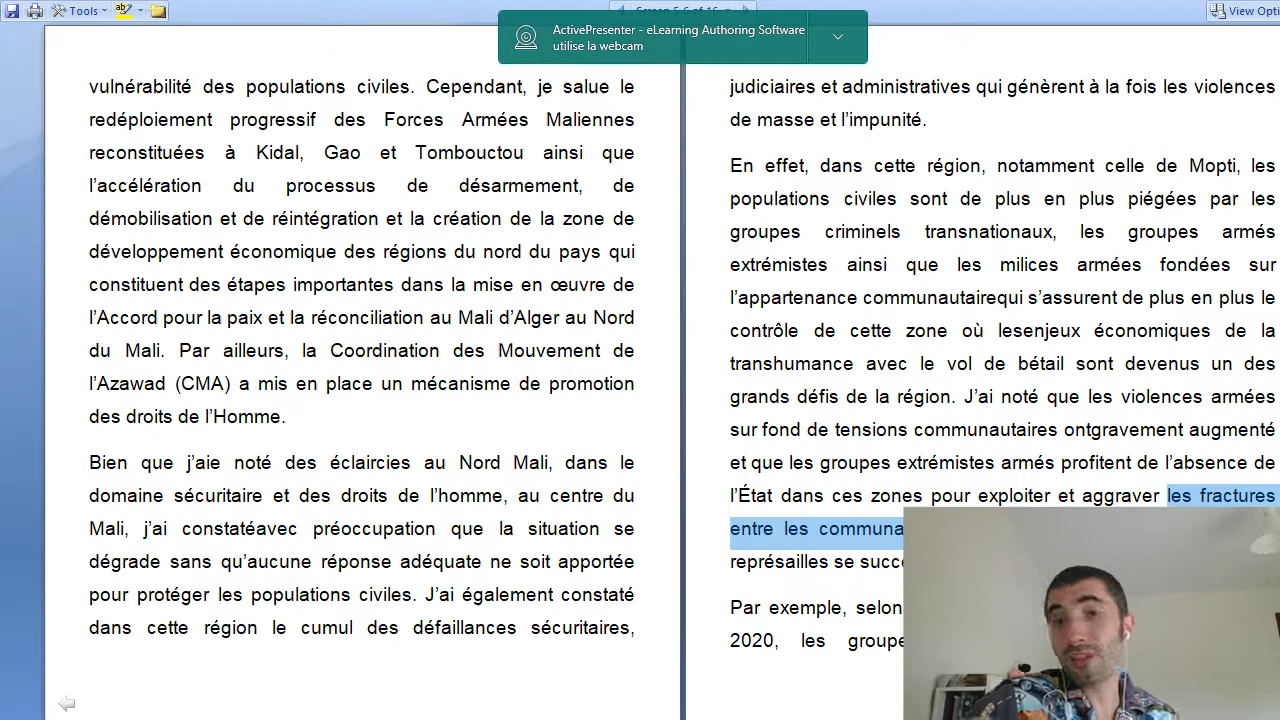 Tools
Screen 5-6 of 16
View Opti
ActivePresenter - eLearning Authoring Software
utilise la webcam
vulnérabilité des populations civiles. Cependant, je salue le
redéploiement progressif des Forces Armées Maliennes
reconstituées à Kidal, Gao et Tombouctou ainsi que
l’accélération du processus de désarmement, de
démobilisation et de réintégration et la création de la zone de
développement économique des régions du nord du pays qui
constituent des étapes importantes dans la mise en œuvre de
l’Accord pour la paix et la réconciliation au Mali d’Alger au Nord
du Mali. Par ailleurs, la Coordination des Mouvement de
l’Azawad (CMA) a mis en place un mécanisme de promotion
des droits de l’Homme.
Bien que j’aie noté des éclaircies au Nord Mali, dans le
domaine sécuritaire et des droits de l’homme, au centre du
Mali, j’ai constatéavec préoccupation que la situation se
dégrade sans qu’aucune réponse adéquate ne soit apportée
pour protéger les populations civiles. J’ai également constaté
dans cette région le cumul des défaillances sécuritaires,
judiciaires et administratives qui génèrent à la fois les violences
de masse et l’impunité.
En effet, dans cette région, notamment celle de Mopti, les
populations civiles sont de plus en plus piégées par les
groupes criminels transnationaux, les groupes armés
extrémistes ainsi que les milices armées fondées sur
l’appartenance communautairequi s’assurent de plus en plus le
contrôle de cette zone où lesenjeux économiques de la
transhumance avec le vol de bétail sont devenus un des
grands défis de la région. J’ai noté que les violences armées
sur fond de tensions communautaires ontgravement augmenté
et que les groupes extrémistes armés profitent de l’absence de
l’État dans ces zones pour exploiter et aggraver les fractures
entre les communa
représailles se succ
Par exemple, selon
2020, les groupe